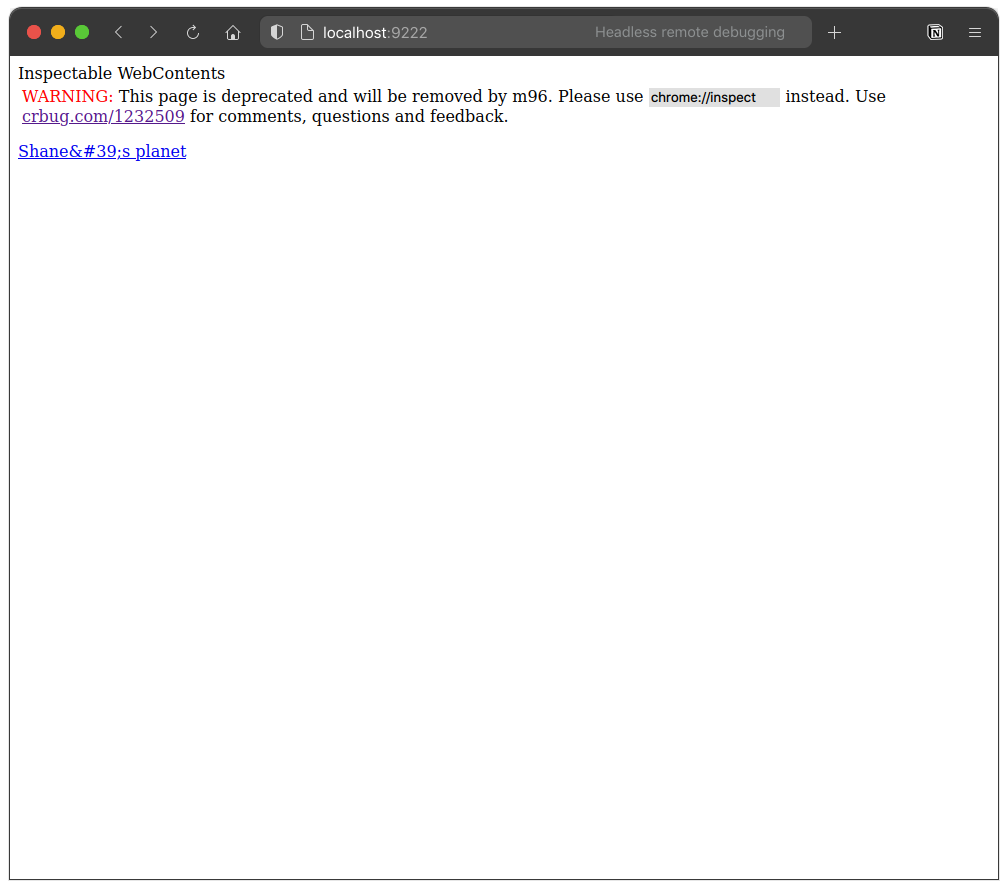 localhost:9222 Headless remote debugging
Inspectable WebContents
WARNING: This page is deprecated and will be removed by m96. Please use chrome://inspect instead. Use
crbug.com/1232509 for comments, questions and feedback.
Shane&#39;s planet